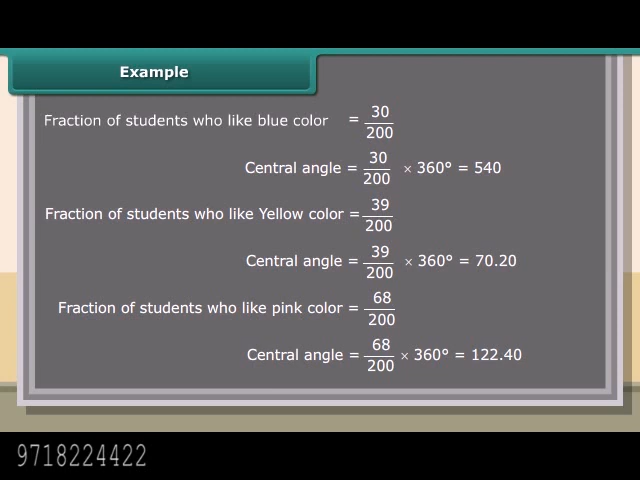 Example
Fraction of students who like blue color = 30/200
Central angle = 30/200 × 360° = 540
Fraction of students who like Yellow color = 39/200
Central angle = 39/200 × 360° = 70.20
Fraction of students who like pink color = 68/200
Central angle = 68/200 × 360° = 122.40
9718224422